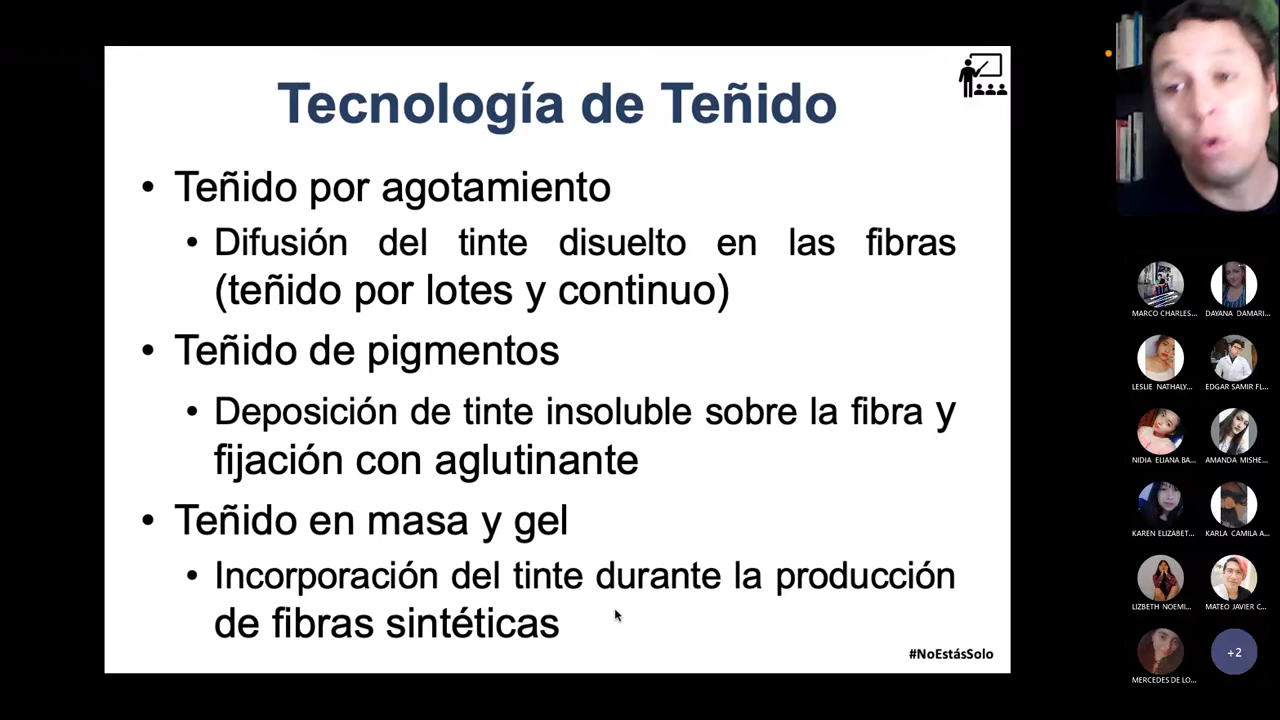 Tecnología de Teñido
• Teñido por agotamiento
• Difusión del tinte disuelto en las fibras
(teñido por lotes y continuo)
• Teñido de pigmentos
• Deposición de tinte insoluble sobre la fibra y
fijación con aglutinante
• Teñido en masa y gel
• Incorporación del tinte durante la producción
de fibras sintéticas
#NoEstásSolo
MARCO CHARLES...
DAYANA DAMARI...
LESLIE NATHALY...
EDGAR SAMIR FL...
NIDIA ELIANA BA...
AMANDA MISHE...
KAREN ELIZABET...
KARLA CAMILA A...
LIZBETH NOEMI...
MATEO JAVIER C...
MERCEDES DE LO...
+2